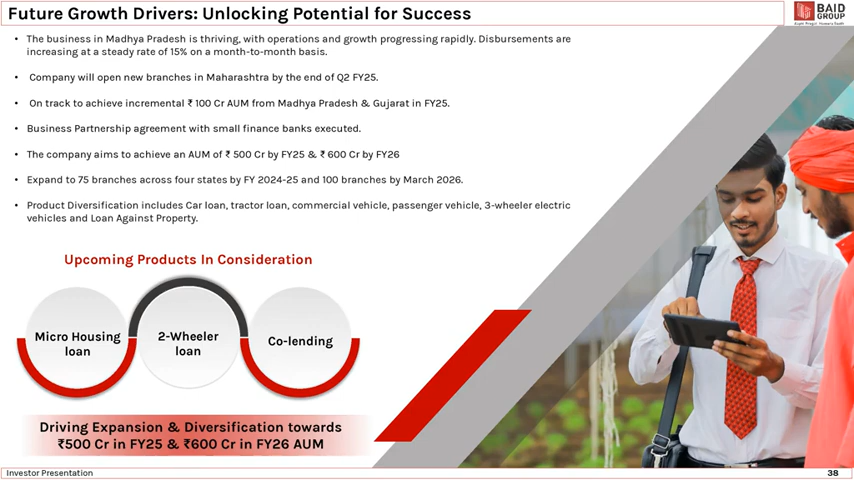 Future Growth Drivers: Unlocking Potential for Success
BAID
GROUP
• The business in Madhya Pradesh is thriving, with operations and growth progressing rapidly. Disbursements are
increasing at a steady rate of 15% on a month-to-month basis.
• Company will open new branches in Maharashtra by the end of Q2 FY25.
• On track to achieve incremental ₹ 100 Cr AUM from Madhya Pradesh & Gujarat in FY25.
• Business Partnership agreement with small finance banks executed.
• The company aims to achieve an AUM of ₹ 500 Cr by FY25 & ₹ 600 Cr by FY26
• Expand to 75 branches across four states by FY 2024-25 and 100 branches by March 2026.
• Product Diversification includes Car loan, tractor loan, commercial vehicle, passenger vehicle, 3-wheeler electric
vehicles and Loan Against Property.
Upcoming Products In Consideration
Micro Housing
loan
2-Wheeler
loan
Co-lending
Driving Expansion & Diversification towards
₹500 Cr in FY25 & ₹600 Cr in FY26 AUM
Investor Presentation
38